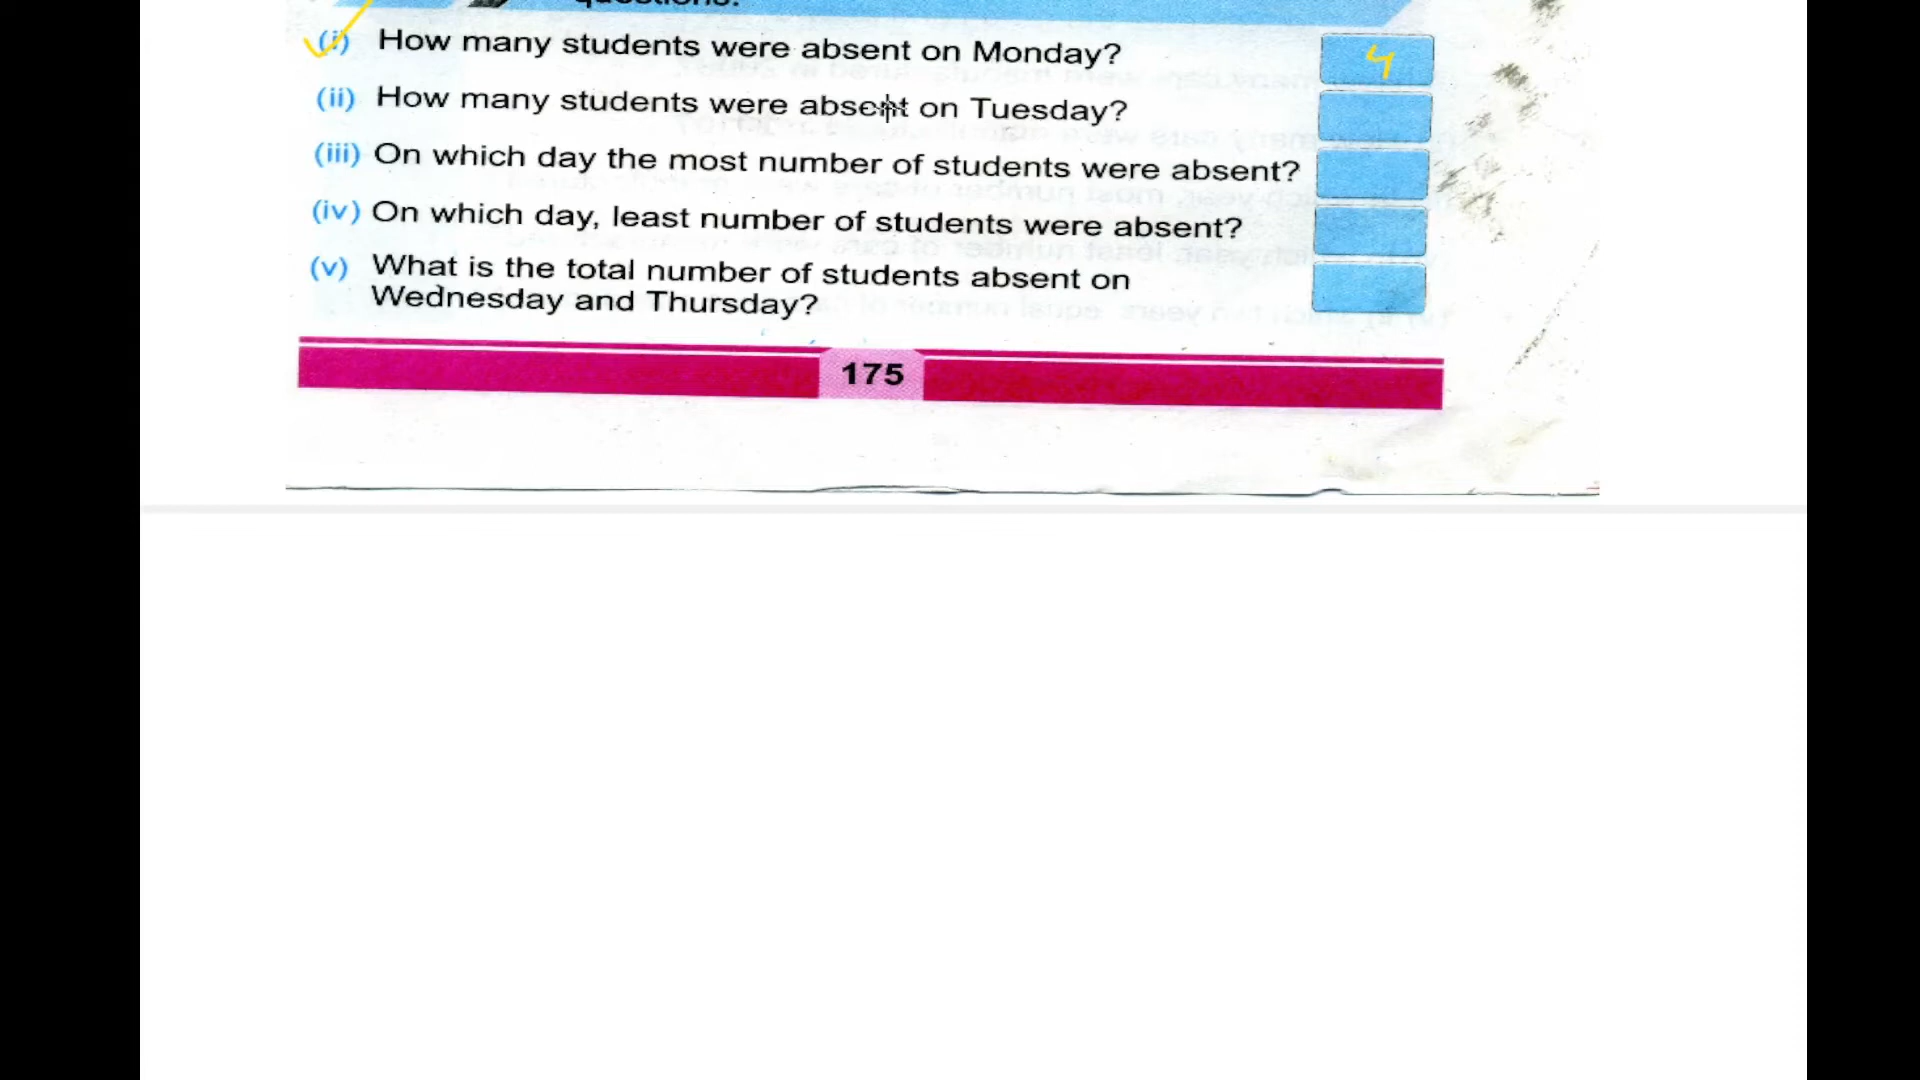 questions.
(i) How many students were absent on Monday? 4
(ii) How many students were absent on Tuesday?
(iii) On which day the most number of students were absent?
(iv) On which day, least number of students were absent?
(v) What is the total number of students absent on
Wednesday and Thursday?
175